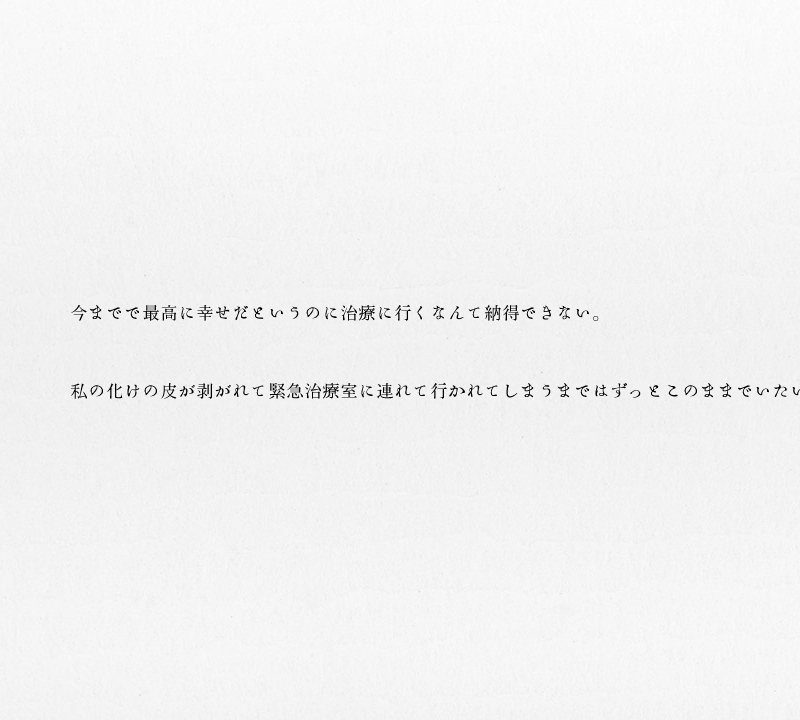 今までで最高に幸せだというのに治療に行くなんて納得できない。
私の化けの皮が剥がれて緊急治療室に連れて行かれてしまうまではずっとこのままでいたい